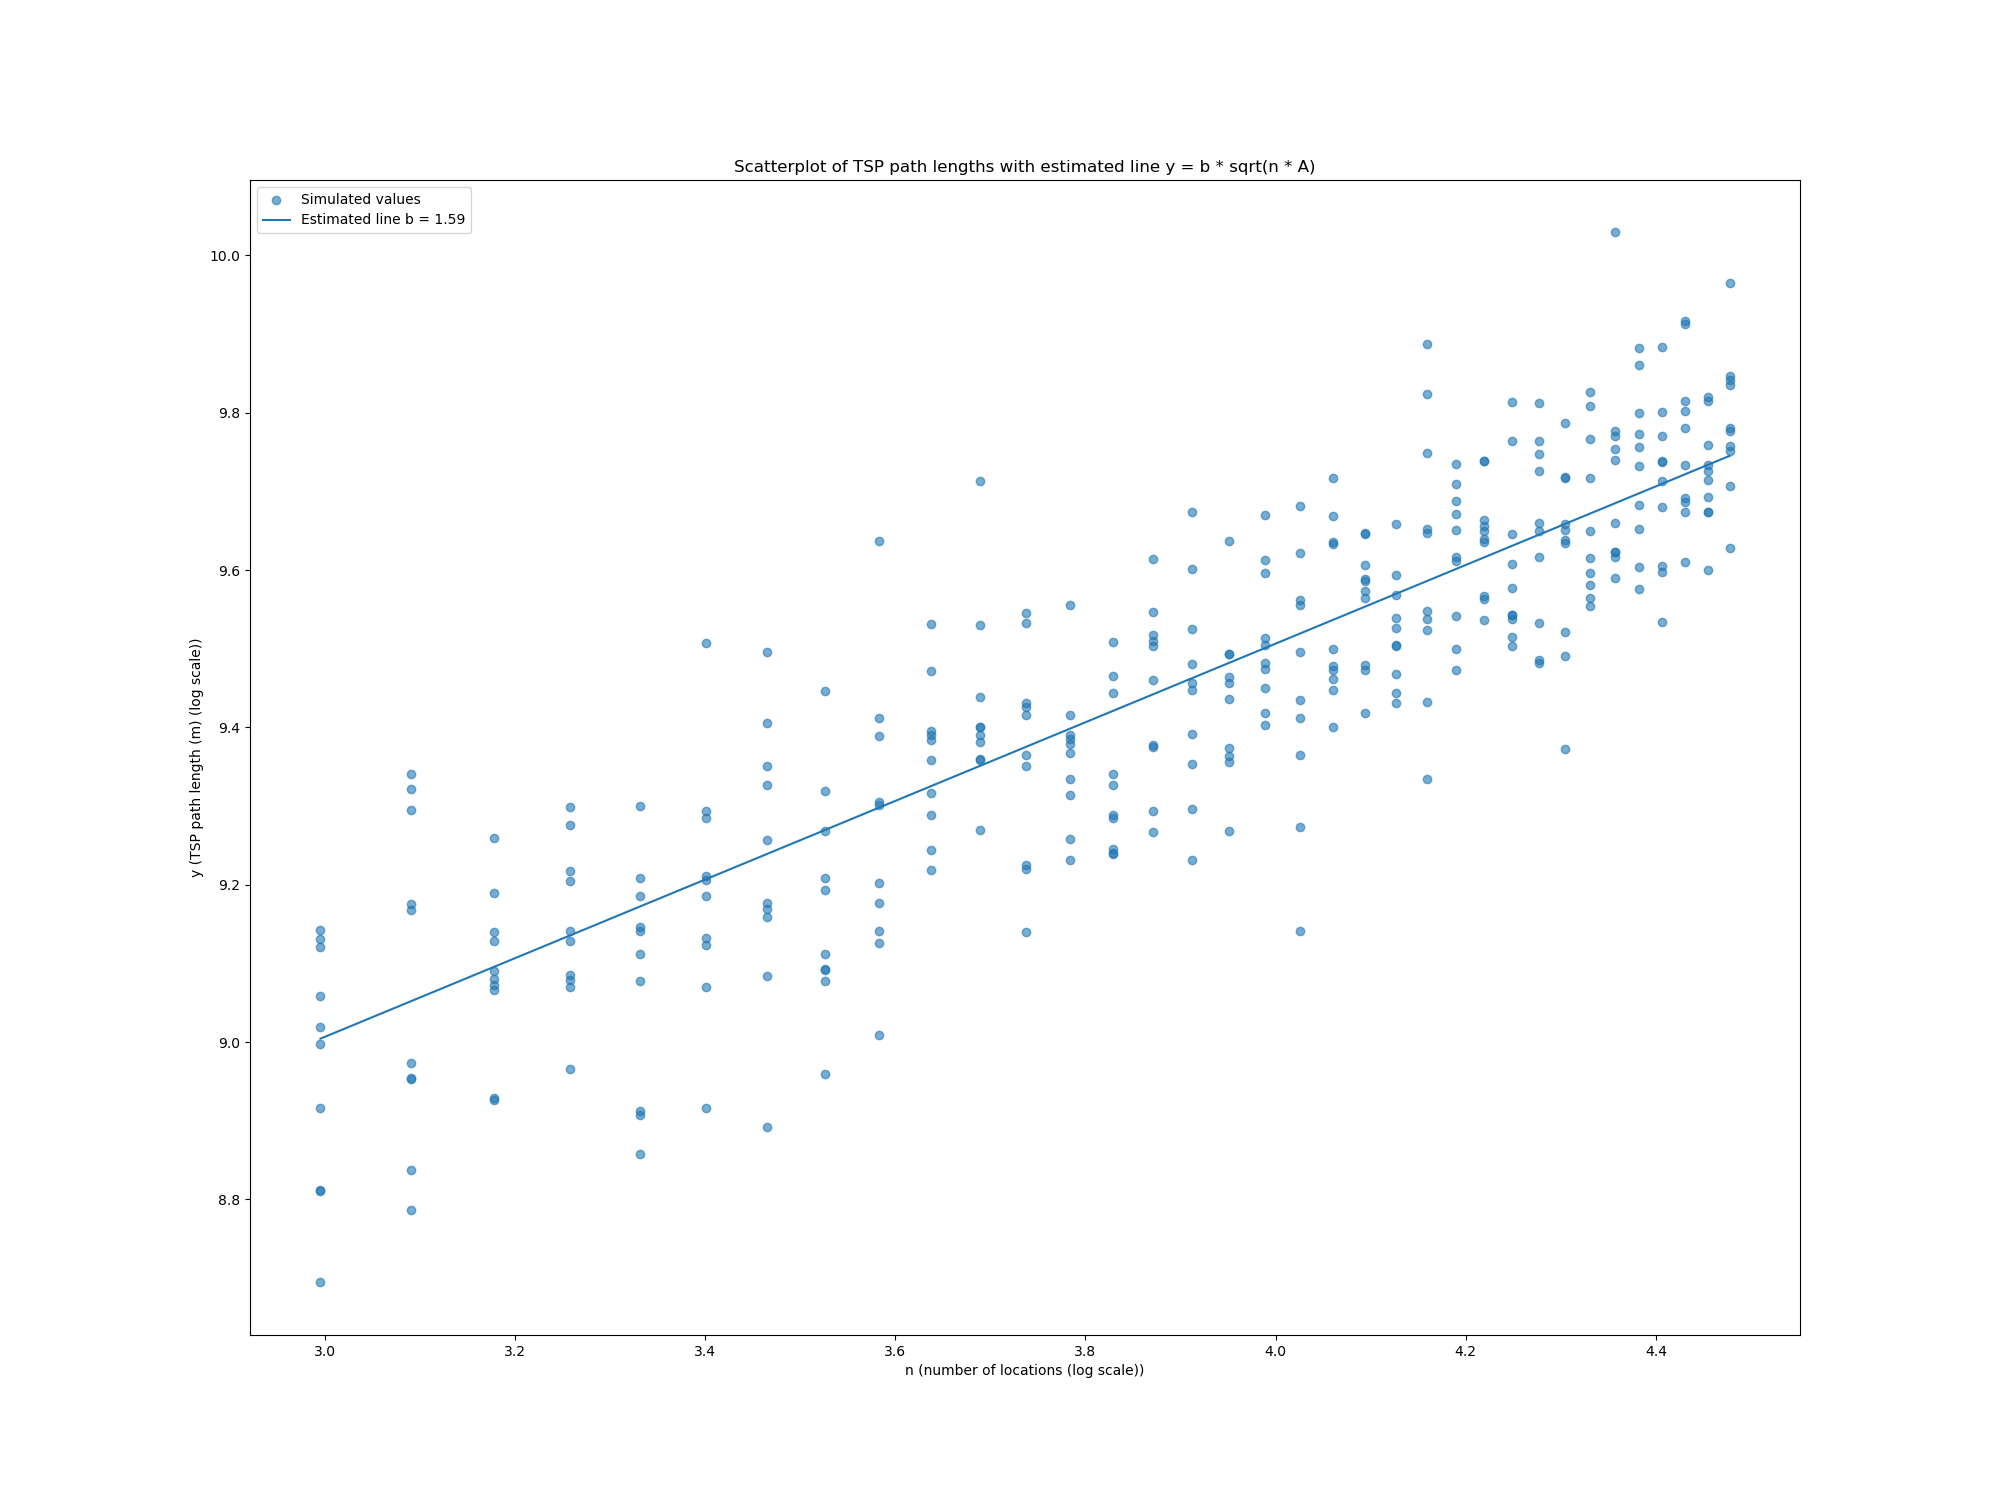 Scatterplot of TSP path lengths with estimated line y = b * sqrt(n * A)
Simulated values
Estimated line b = 1.59
10.0
9.8
9.6
9.4
9.2
9.0
8.8
y (TSP path length (m) (log scale))
3.0 3.2 3.4 3.6 3.8 4.0 4.2 4.4
n (number of locations (log scale))